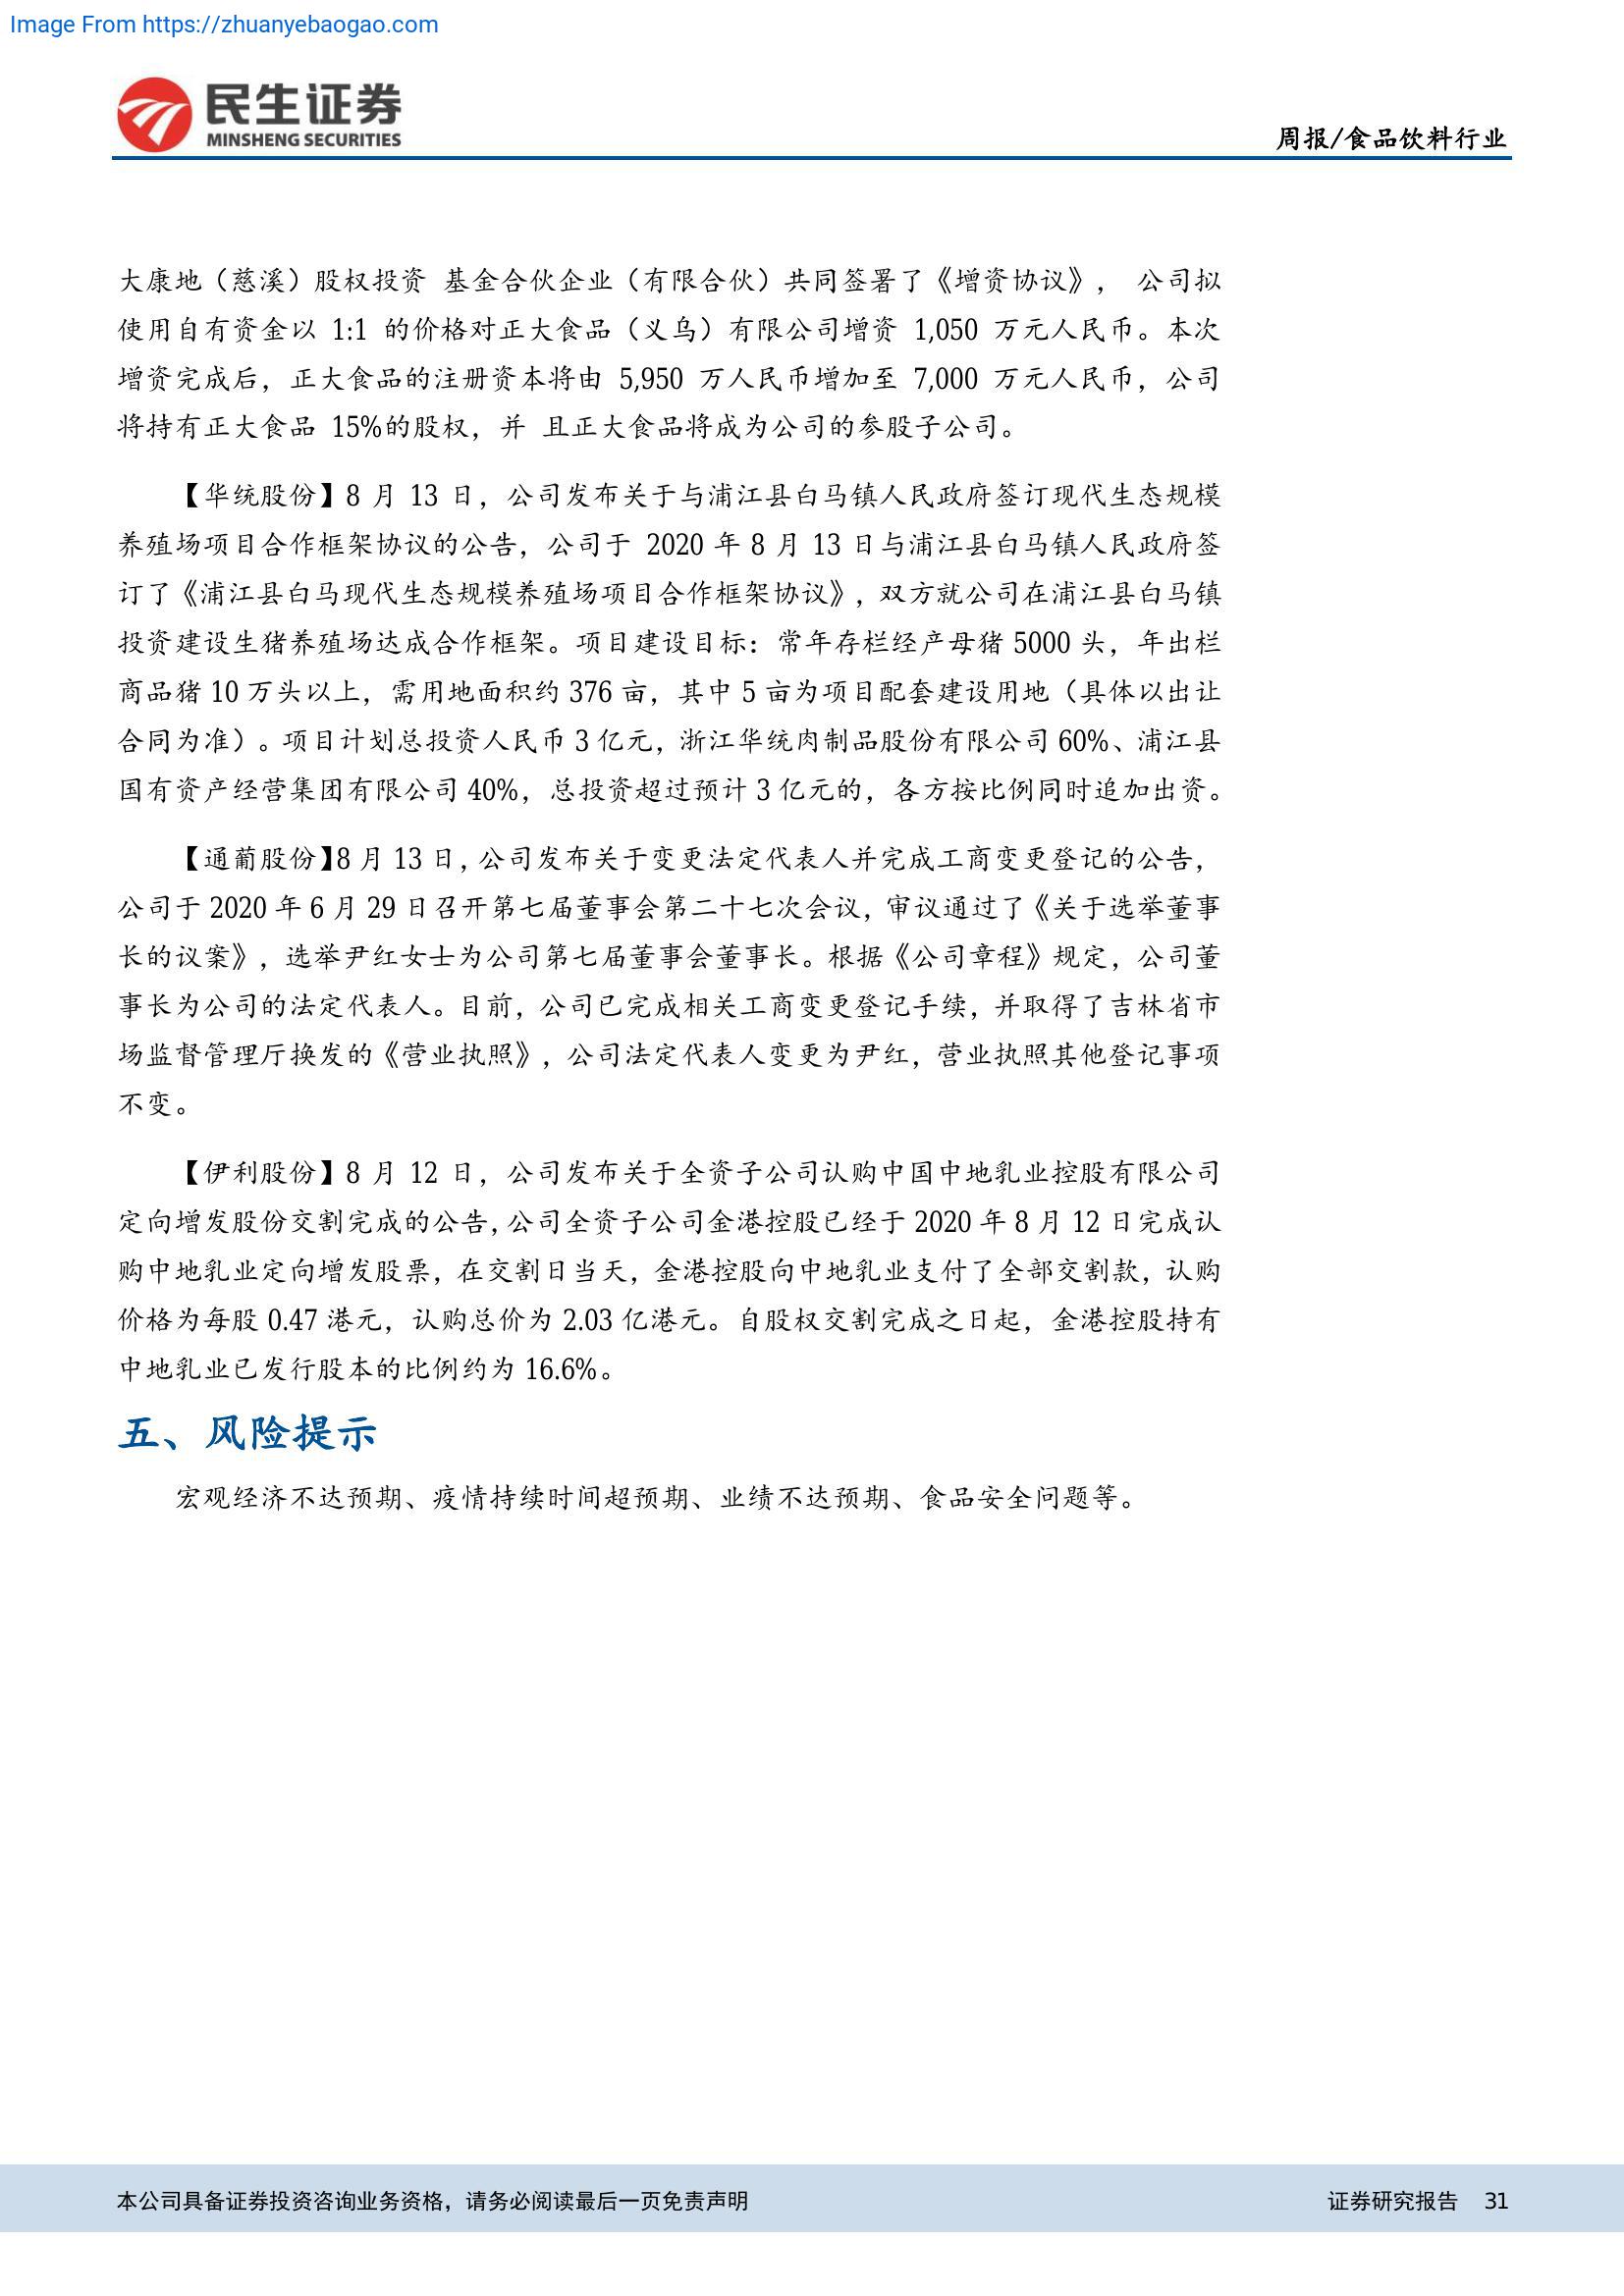 Image From https://zhuanyebaogao.com
民生证券
MINSHENG SECURITIES
周报/食品饮料行业
大康地（慈溪）股权投资 基金合伙企业（有限合伙）共同签署了《增资协议》， 公司拟
使用自有资金以 1:1 的价格对正大食品（义乌）有限公司增资 1,050 万元人民币。本次
增资完成后，正大食品的注册资本将由 5,950 万人民币增加至 7,000 万元人民币，公司
将持有正大食品 15%的股权，并 且正大食品将成为公司的参股子公司。
【华统股份】8 月 13 日，公司发布关于与浦江县白马镇人民政府签订现代生态规模
养殖场项目合作框架协议的公告，公司于 2020 年 8 月 13 日与浦江县白马镇人民政府签
订了《浦江县白马现代生态规模养殖场项目合作框架协议》，双方就公司在浦江县白马镇
投资建设生猪养殖场达成合作框架。项目建设目标：常年存栏经产母猪 5000 头，年出栏
商品猪 10 万头以上，需用地面积约 376 亩，其中 5 亩为项目配套建设用地（具体以出让
合同为准）。项目计划总投资人民币 3 亿元，浙江华统肉制品股份有限公司 60%、浦江县
国有资产经营集团有限公司 40%，总投资超过预计 3 亿元的，各方按比例同时追加出资。
【通葡股份】8 月 13 日，公司发布关于变更法定代表人并完成工商变更登记的公告，
公司于 2020 年 6 月 29 日召开第七届董事会第二十七次会议，审议通过了《关于选举董事
长的议案》，选举尹红女士为公司第七届董事会董事长。根据《公司章程》规定，公司董
事长为公司的法定代表人。目前，公司已完成相关工商变更登记手续，并取得了吉林省市
场监督管理厅换发的《营业执照》，公司法定代表人变更为尹红，营业执照其他登记事项
不变。
【伊利股份】8 月 12 日，公司发布关于全资子公司认购中国中地乳业控股有限公司
定向增发股份交割完成的公告，公司全资子公司金港控股已经于 2020 年 8 月 12 日完成认
购中地乳业定向增发股票，在交割日当天，金港控股向中地乳业支付了全部交割款，认购
价格为每股 0.47 港元，认购总价为 2.03 亿港元。自股权交割完成之日起，金港控股持有
中地乳业已发行股本的比例约为 16.6%。
五、风险提示
宏观经济不达预期、疫情持续时间超预期、业绩不达预期、食品安全问题等。
本公司具备证券投资咨询业务资格，请务必阅读最后一页免责声明
证券研究报告 31